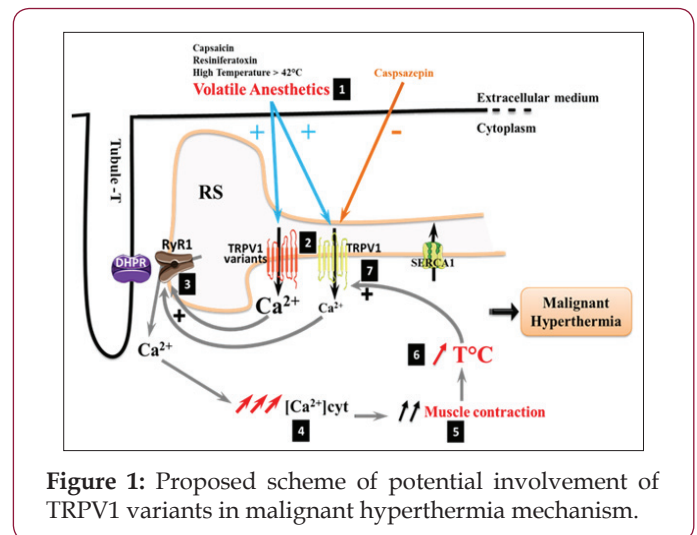 Capsaicin
Resiniferatoxin
High Temperature > 42°C
Volatile Anesthetics 1
Caspsazepin
Extracellular medium
Cytoplasm
+ +
-
Tubule - T
RS
RyR1
DHPR
3
TRPV1
variants
2
TRPV1
7
SERCA1
+
Ca²⁺
Ca²⁺
+
Ca²⁺
Malignant
Hyperthermia
6 T°C
[Ca²⁺]cyt
4
Muscle contraction
5
Figure 1: Proposed scheme of potential involvement of
TRPV1 variants in malignant hyperthermia mechanism.